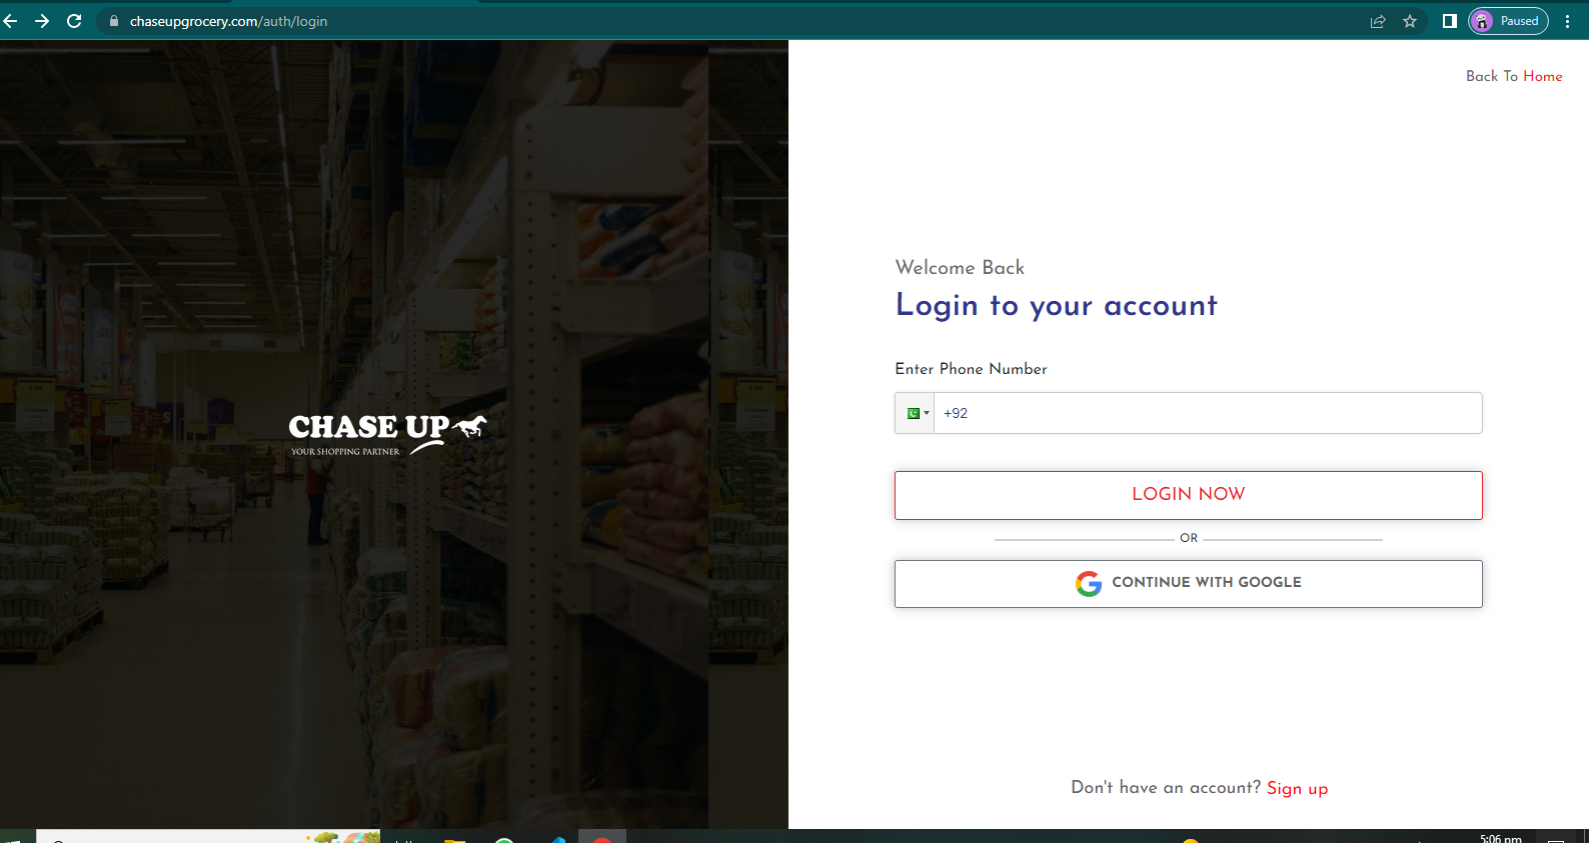 chaseupgrocery.com/auth/login
Paused
Back To Home
Welcome Back
Login to your account
Enter Phone Number
+92
CHASE UP
YOUR SHOPPING PARTNER
LOGIN NOW
OR
CONTINUE WITH GOOGLE
Don't have an account? Sign up
5:06 pm